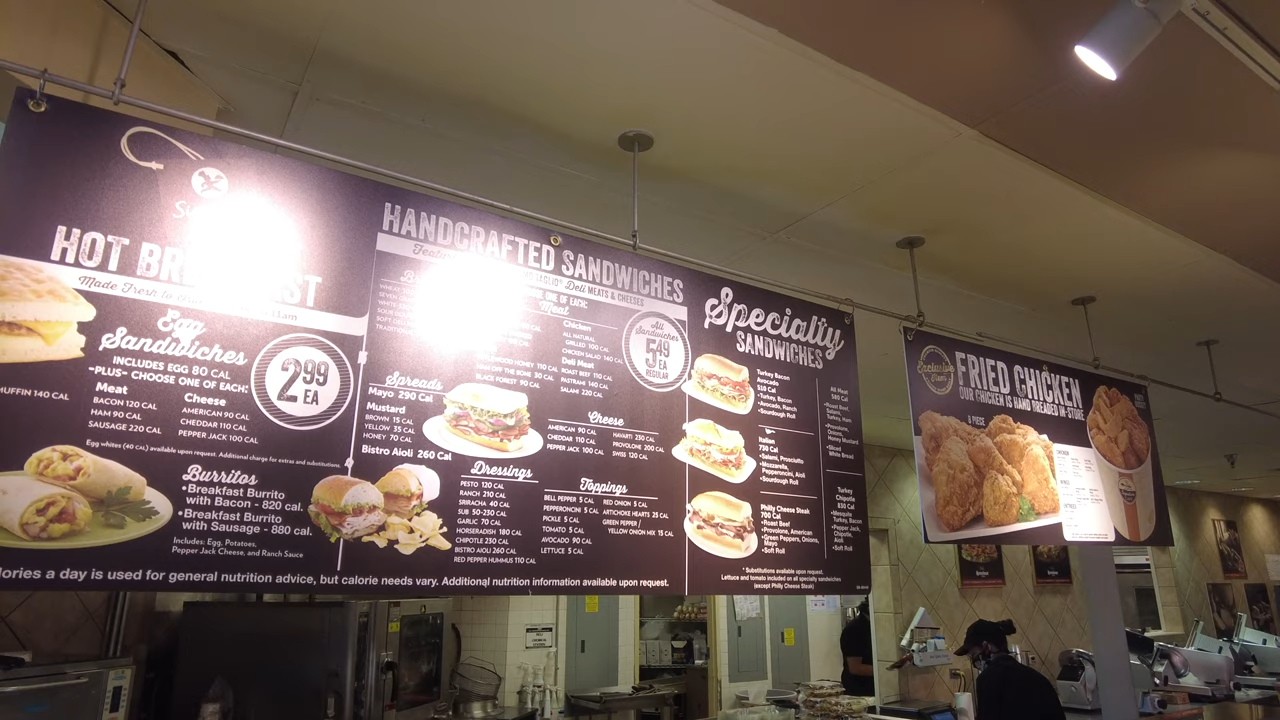 HOT
Made Fresh to
11am
Egg
Sandwiches
INCLUDES EGG 80 CAL
-PLUS- CHOOSE ONE OF EACH:
2 99
EA
MUFFIN 140 CAL
Meat
BACON 120 CAL
HAM 90 CAL
SAUSAGE 220 CAL
Cheese
AMERICAN 90 CAL
CHEDDAR 110 CAL
PEPPER JACK 100 CAL
Egg whites (40 CAL) available upon request. Additional charge for extras and substitutions.
Burritos
•Breakfast Burrito
with Bacon - 820 cal.
•Breakfast Burrito
with Sausage - 880 cal.
Includes: Egg, Potatoes,
Pepper Jack Cheese, and Ranch Sauce
HANDCRAFTED SANDWICHES
Deli MEATS & CHEESES
ONE OF EACH:
All
Sandwiches
5 49
EA
REGULAR
Meat
HONEY 110 CAL
HAM OFF THE BONE 30 CAL
BLACK FOREST 90 CAL
Chicken
ALL NATURAL
GRILLED 100 CAL
CHICKEN SALAD 140 CAL
Deli Meat
ROAST BEEF 110 CAL
PASTRAMI 140 CAL
SALAMI 220 CAL
Spreads
Mayo 290 Cal
Mustard
BROWN 15 CAL
YELLOW 35 CAL
HONEY 70 CAL
Bistro Aioli 260 Cal
Cheese
AMERICAN 90 CAL
CHEDDAR 110 CAL
PEPPER JACK 100 CAL
HAVARTI 230 CAL
PROVOLONE 200 CAL
SWISS 120 CAL
Dressings
PESTO 120 CAL
RANCH 210 CAL
SRIRACHA 40 CAL
SUB 50-230 CAL
GARLIC 70 CAL
HORSERADISH 180 CAL
CHIPOTLE 230 CAL
BISTRO AIOLI 260 CAL
RED PEPPER HUMMUS 110 CAL
Toppings
BELL PEPPER 5 CAL
PEPPERONCINI 5 CAL
PICKLE 5 CAL
TOMATO 5 CAL
AVOCADO 90 CAL
LETTUCE 5 CAL
RED ONION 5 CAL
ARTICHOKE HEARTS 25 CAL
GREEN PEPPER /
YELLOW ONION MIX 15 CAL
Specialty
SANDWICHES
Turkey Bacon
Avocado
510 Cal
•Turkey, Bacon
•Avocado, Ranch
•Sourdough Roll
Italian
750 Cal
•Salami, Prosciutto
•Mozzarella,
Pepperoncini, Aioli
•Sourdough Roll
Philly Cheese Steak
700 Cal
•Roast Beef
•Provolone, American
•Green Peppers, Onions,
Mayo
•Soft Roll
All Meat
580 Cal
•Roast Beef,
Salami,
Turkey, Ham
•Provolone,
Onions,
Honey Mustard
•Sliced
White Bread
Turkey
Chipotle
830 Cal
•Mesquite
Turkey, Bacon
•Pepper Jack,
Chipotle, Aioli
•Soft Roll
* Substitutions available upon request.
Lettuce and tomato included on all specialty sandwiches
(except Philly Cheese Steak)
lories a day is used for general nutrition advice, but calorie needs vary. Additional nutrition information available upon request.
FRIED CHICKEN
OUR CHICKEN IS HAND BREADED IN-STORE
8 PIECE